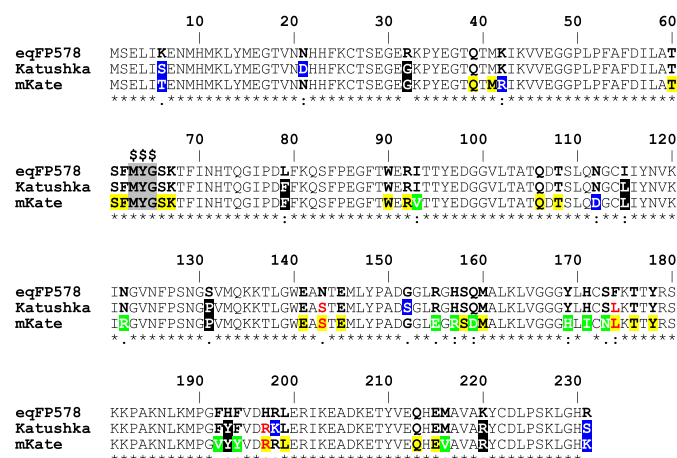 10 20 30 40 50 60
eqFP578 MSELIKENMHMKLYMEGTVNNHHFKCTSEGERKPYEGTQTMKIKVVEGGPLPFAFDILAT
Katushka MSELISENMHMKLYMEGTVNDHHFKCTSEGEGKPYEGTQTMKIKVVEGGPLPFAFDILAT
mKate MSELITENMHMKLYMEGTVNNHHFKCTSEGEGKPYEGTQTMRIKVVEGGPLPFAFDILAT
*****.**************:********** *********:******************
$$$ 70 80 90 100 110 120
eqFP578 SFMYGSKTFINHTQGIPDLFKQSFPEGFTWERITTYEDGGVLTATQDTSLQNGCIIYNVK
Katushka SFMYGSKTFINHTQGIPDFFKQSFPEGFTWERITTYEDGGVLTATQDTSLQNGCLIYNVK
mKate SFMYGSKTFINHTQGIPDFFKQSFPEGFTWERVTTYEDGGVLTATQDTSLQDGCLIYNVK
******************:*************:******************:**:*****
130 140 150 160 170 180
eqFP578 INGVNFPSNGSVMQKKTLGWEANTEMLYPADGGLRGHSQMALKLVGGGYLHCSFKTTYRS
Katushka INGVNFPSNGPVMQKKTLGWEASTEMLYPADSGLRGHSQMALKLVGGGYLHCSLKTTYRS
mKate IRGVNFPSNGPVMQKKTLGWEASTEMLYPADGGLEGRSDMALKLVGGGHLICNLKTTYRS
190 200 210 220 230
eqFP578 KKPAKNLKMPGFHFVDHRLERIKEADKETYVEQHEMAVAKYCDLPSKLGHR
Katushka KKPAKNLKMPGFYFVDRKLERIKEADKETYVEQHEMAVARYCDLPSKLGHS
mKate KKPAKNLKMPGVYYVDRRLERIKEADKETYVEQHEVAVARYCDLPSKLGHK